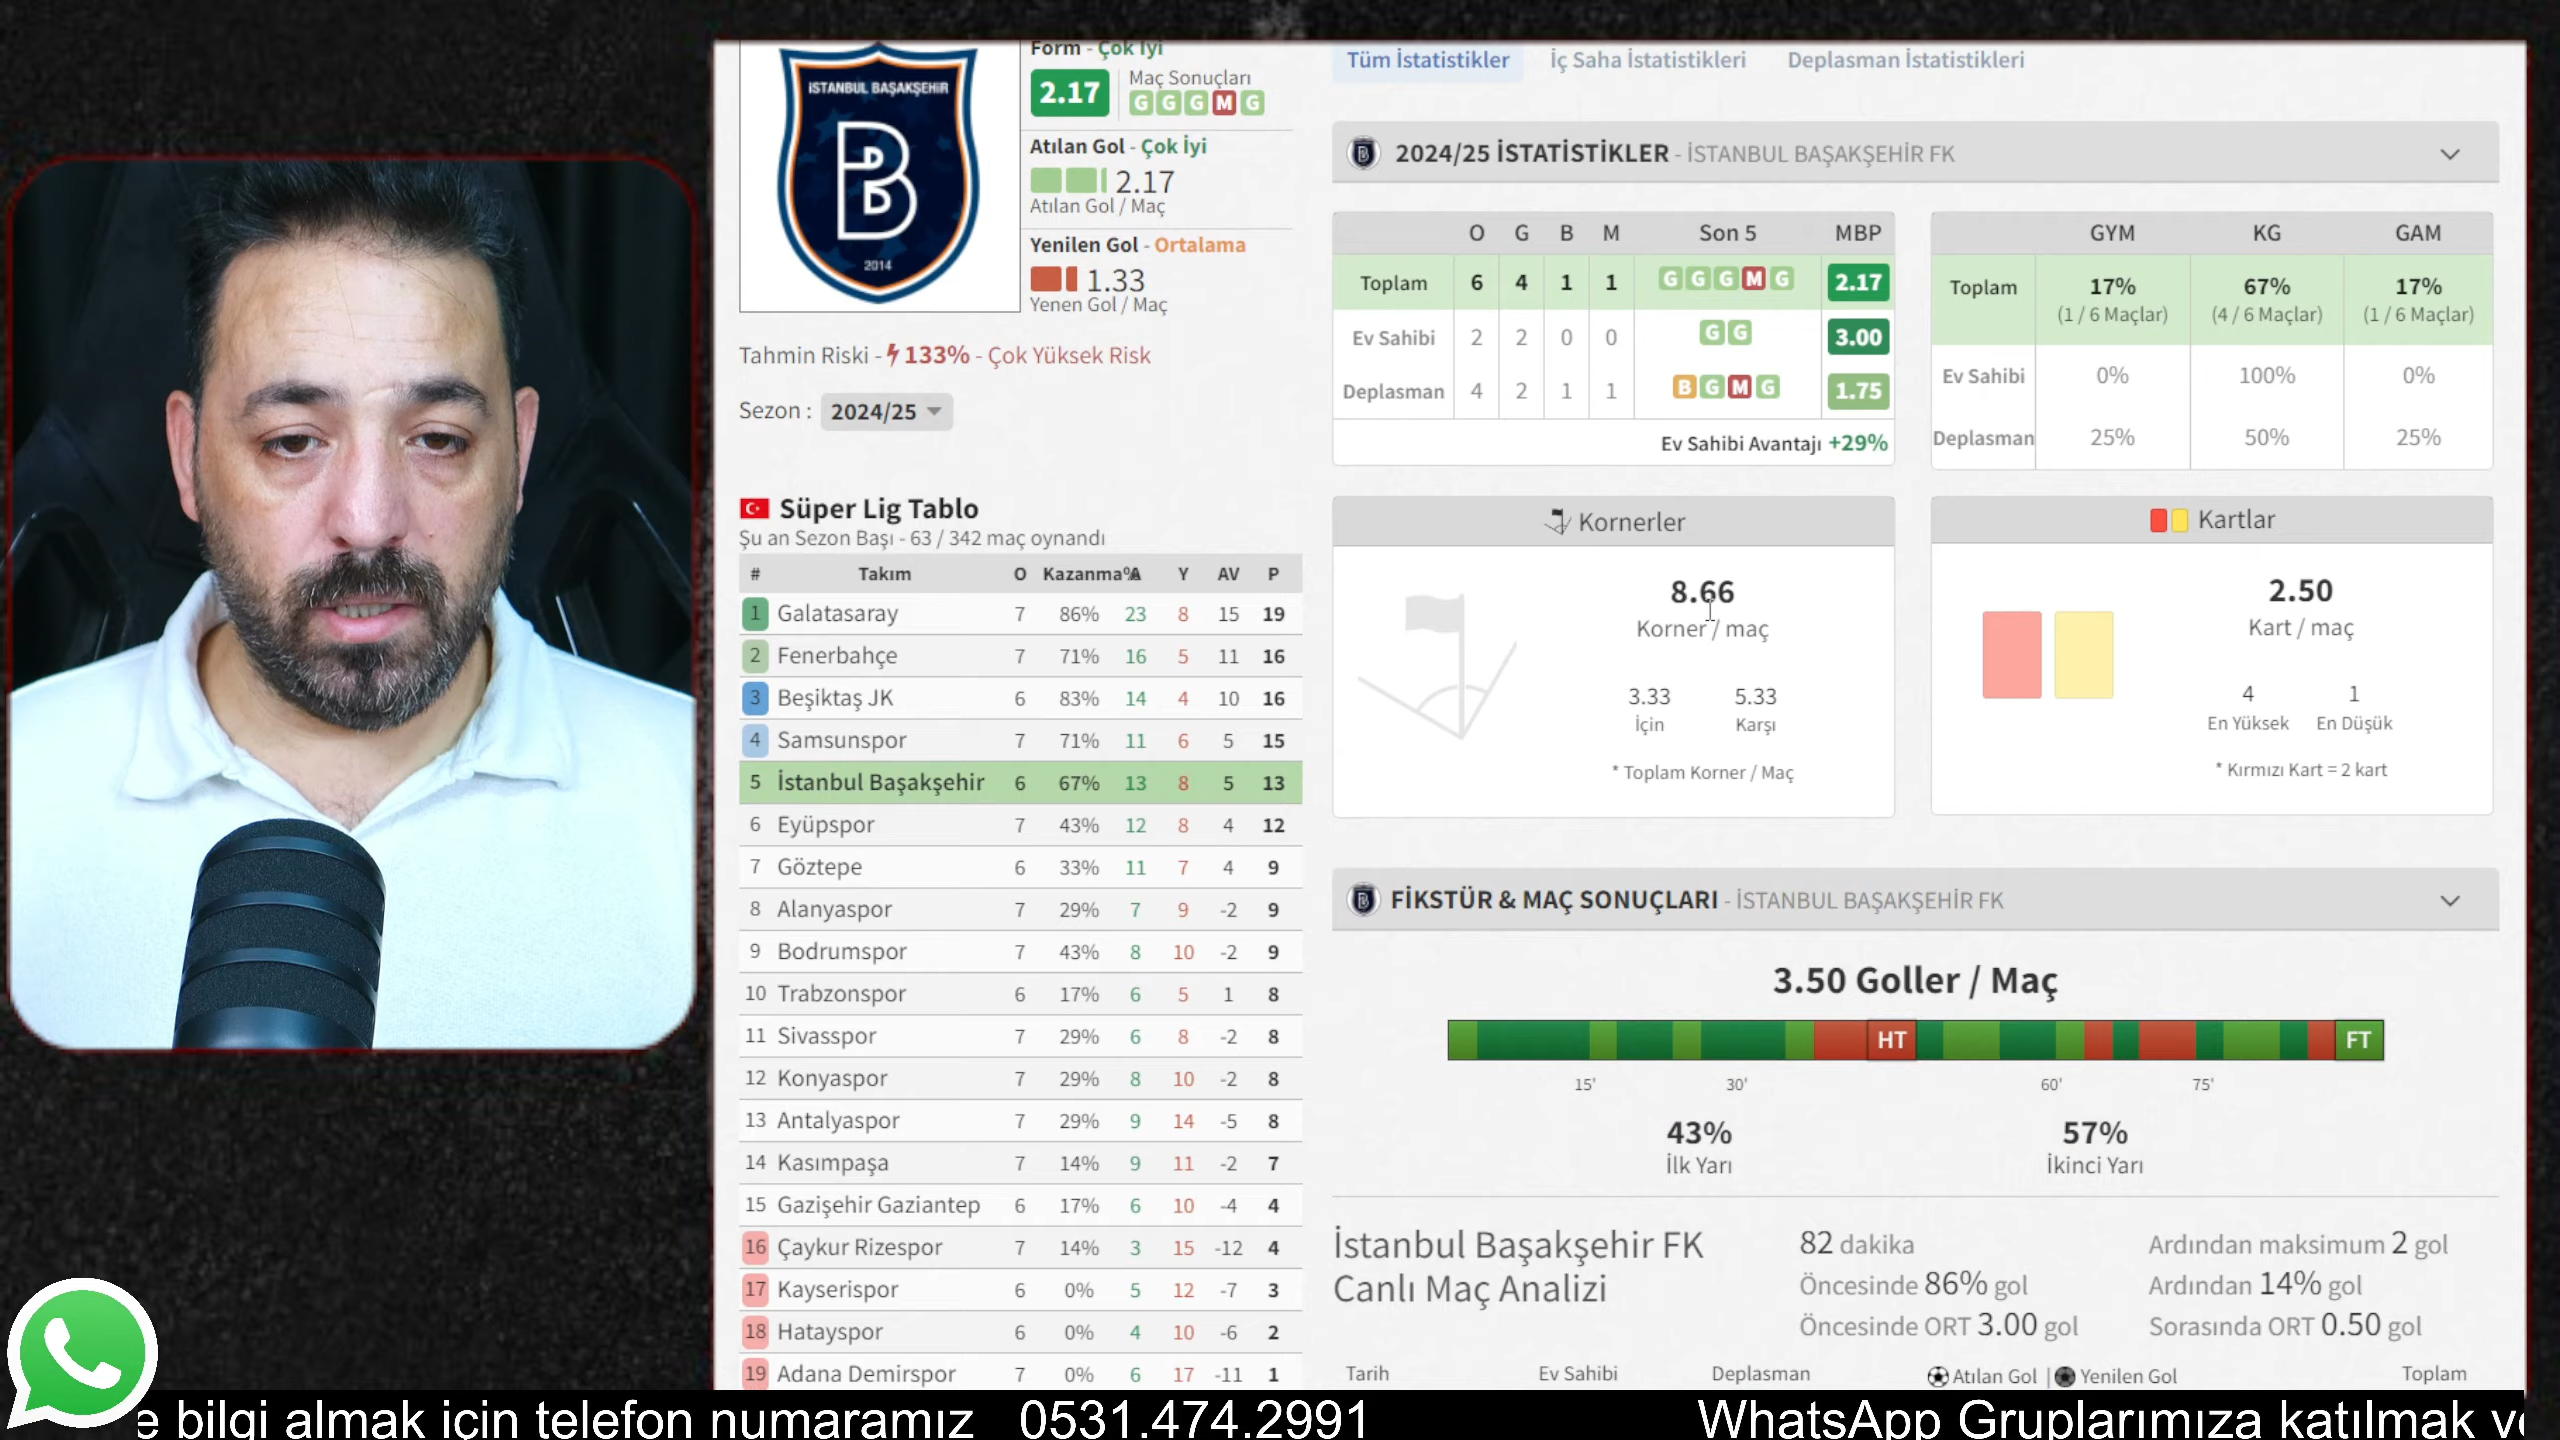 İSTANBUL BAŞAKŞEHİR
2014
Form - Çok İyi
2.17
Maç Sonuçları
G G G M G
Atılan Gol - Çok İyi
2.17
Atılan Gol / Maç
Yenilen Gol - Ortalama
1.33
Yenen Gol / Maç
Tahmin Riski - 133% - Çok Yüksek Risk
Sezon : 2024/25
Süper Lig Tablo
Şu an Sezon Başı - 63 / 342 maç oynandı
# Takım O Kazanma% A Y AV P
1 Galatasaray 7 86% 23 8 15 19
2 Fenerbahçe 7 71% 16 5 11 16
3 Beşiktaş JK 6 83% 14 4 10 16
4 Samsunspor 7 71% 11 6 5 15
5 İstanbul Başakşehir 6 67% 13 8 5 13
6 Eyüpspor 7 43% 12 8 4 12
7 Göztepe 6 33% 11 7 4 9
8 Alanyaspor 7 29% 7 9 -2 9
9 Bodrumspor 7 43% 8 10 -2 9
10 Trabzonspor 6 17% 6 5 1 8
11 Sivasspor 7 29% 6 8 -2 8
12 Konyaspor 7 29% 8 10 -2 8
13 Antalyaspor 7 29% 9 14 -5 8
14 Kasımpaşa 7 14% 9 11 -2 7
15 Gazişehir Gaziantep 6 17% 6 10 -4 4
16 Çaykur Rizespor 7 14% 3 15 -12 4
17 Kayserispor 6 0% 5 12 -7 3
18 Hatayspor 6 0% 4 10 -6 2
19 Adana Demirspor 7 0% 6 17 -11 1
Tüm İstatistikler İç Saha İstatistikleri Deplasman İstatistikleri
2024/25 İSTATİSTİKLER - İSTANBUL BAŞAKŞEHİR FK
O G B M Son 5 MBP
Toplam 6 4 1 1 G G G M G 2.17
Ev Sahibi 2 2 0 0 G G 3.00
Deplasman 4 2 1 1 B G M G 1.75
Ev Sahibi Avantajı +29%
GYM KG GAM
Toplam 17% 67% 17%
(1 / 6 Maçlar) (4 / 6 Maçlar) (1 / 6 Maçlar)
Ev Sahibi 0% 100% 0%
Deplasman 25% 50% 25%
Kornerler
8.66
Korner / maç
3.33 5.33
İçin Karşı
* Toplam Korner / Maç
Kartlar
2.50
Kart / maç
4 1
En Yüksek En Düşük
* Kırmızı Kart = 2 kart
FİKSTÜR & MAÇ SONUÇLARI - İSTANBUL BAŞAKŞEHİR FK
3.50 Goller / Maç
HT FT
15' 30' 60' 75'
43% 57%
İlk Yarı İkinci Yarı
İstanbul Başakşehir FK
Canlı Maç Analizi
82 dakika
Öncesinde 86% gol
Öncesinde ORT 3.00 gol
Ardından maksimum 2 gol
Ardından 14% gol
Sorasında ORT 0.50 gol
Tarih Ev Sahibi Deplasman Atılan Gol | Yenilen Gol Toplam
e bilgi almak için telefon numaramız 0531.474.2991 WhatsApp Gruplarımıza katılmak v